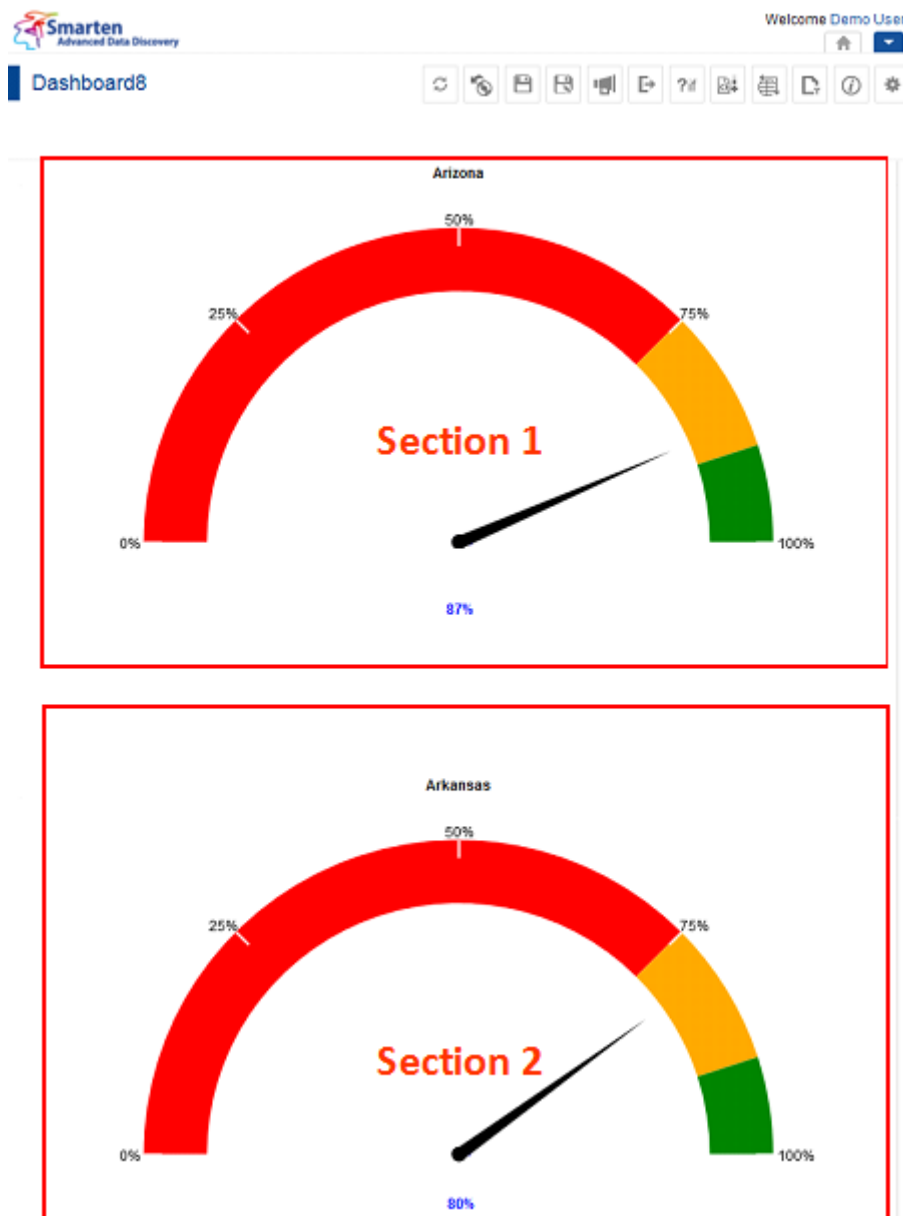 Smarten
Advanced Data Discovery
Welcome Demo User
Dashboard8
?if
Arizona
50%
25%
75%
Section 1
0%
100%
87%
Arkansas
50%
25%
75%
Section 2
0%
100%
80%